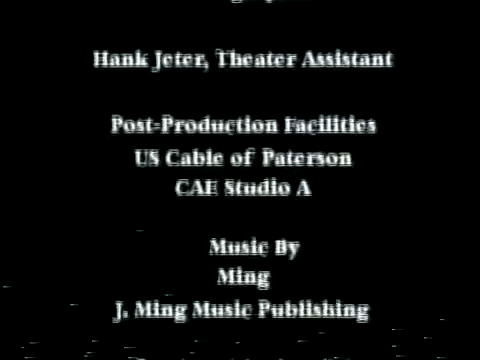 Hank Jeter, Theater Assistant
Post-Production Facilities
US Cable of Paterson
CAE Studio A
Music By
Ming
J. Ming Music Publishing